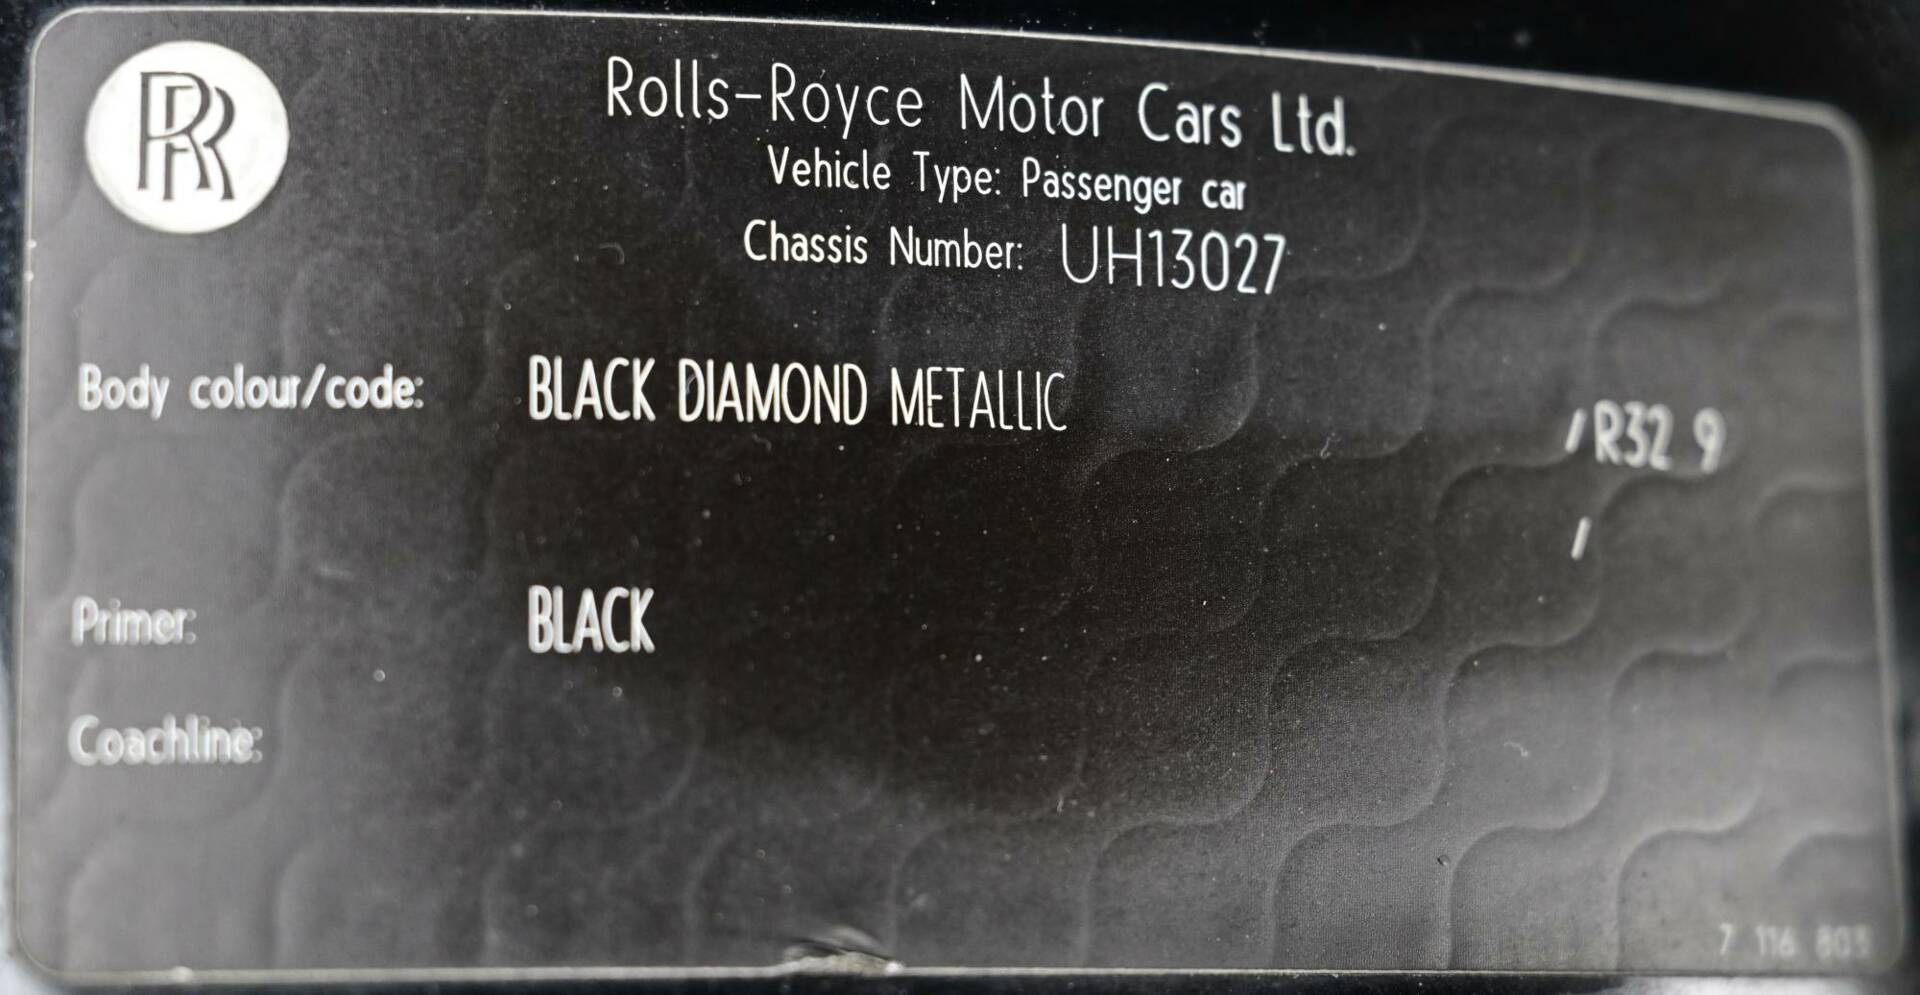 RR
Rolls-Royce Motor Cars Ltd.
Vehicle Type: Passenger car
Chassis Number: UH13027
Body colour/code: BLACK DIAMOND METALLIC /R32 9
/
Primer: BLACK
Coachline:
7 116 803